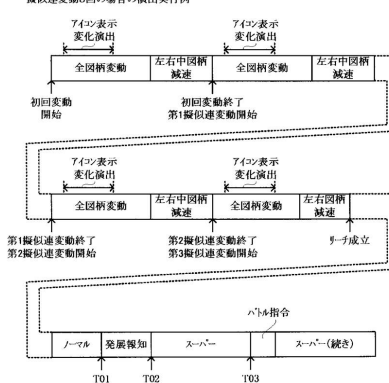 擬似連変動3回の場合の演出実行例
アイコン表示
変化演出
アイコン表示
変化演出
全図柄変動
左右中図柄
減速
全図柄変動
左右中図柄
減速
初回変動
開始
初回変動終了
第1擬似連変動開始
アイコン表示
変化演出
アイコン表示
変化演出
全図柄変動
左右中図柄
減速
全図柄変動
左右図柄
減速
第1擬似連変動終了
第2擬似連変動開始
第2擬似連変動終了
第3擬似連変動開始
リーチ成立
バトル指令
ノーマル
発展報知
スーパー
スーパー(続き)
T01
T02
T03